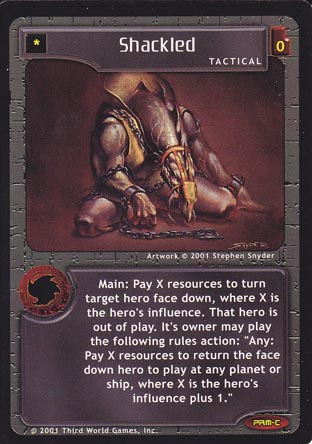 *
Shackled
0
TACTICAL
SNYDER
Artwork © 2001 Stephen Snyder
Main: Pay X resources to turn
target hero face down, where X is
the hero's influence. That hero is
out of play. It's owner may play
the following rules action: "Any:
Pay X resources to return the face
down hero to play at any planet or
ship, where X is the hero's
influence plus 1."
© 2001 Third World Games, Inc.
PRM-C